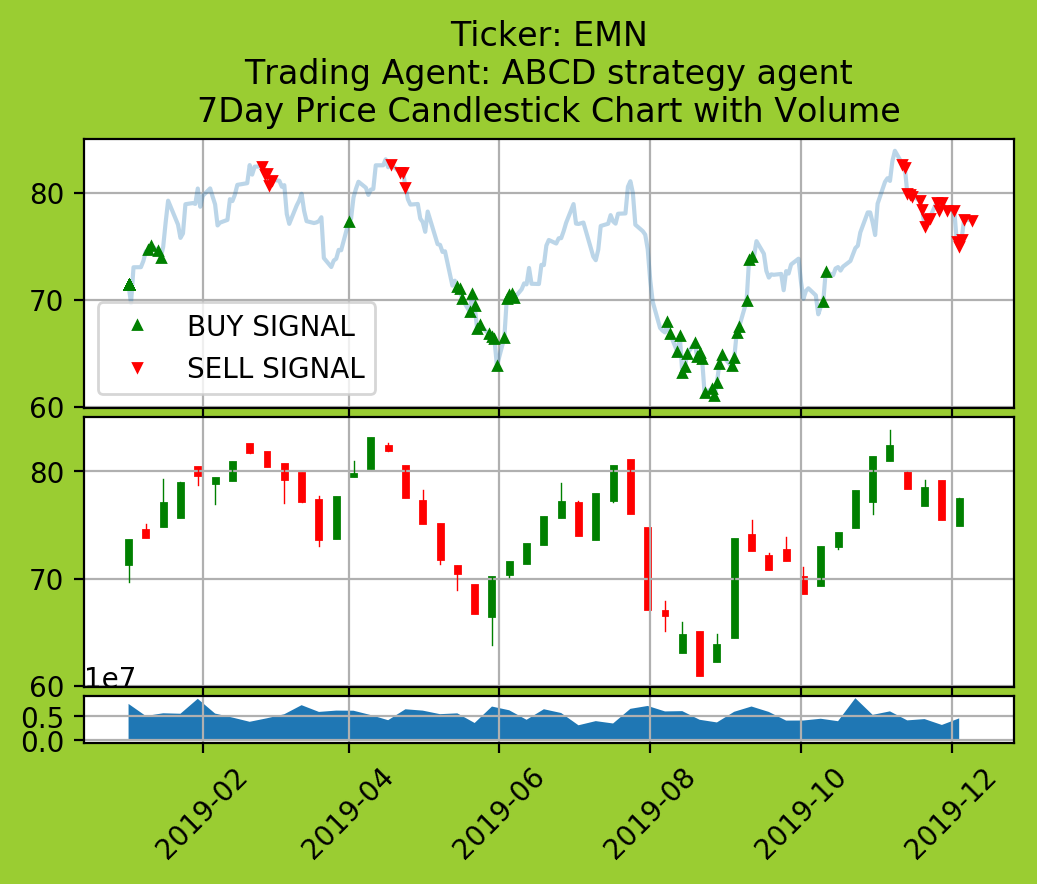 Ticker: EMN
Trading Agent: ABCD strategy agent
7Day Price Candlestick Chart with Volume
80
70
60
BUY SIGNAL
SELL SIGNAL
80
70
60
1e7
0.5
0.0
2019-02
2019-04
2019-06
2019-08
2019-10
2019-12